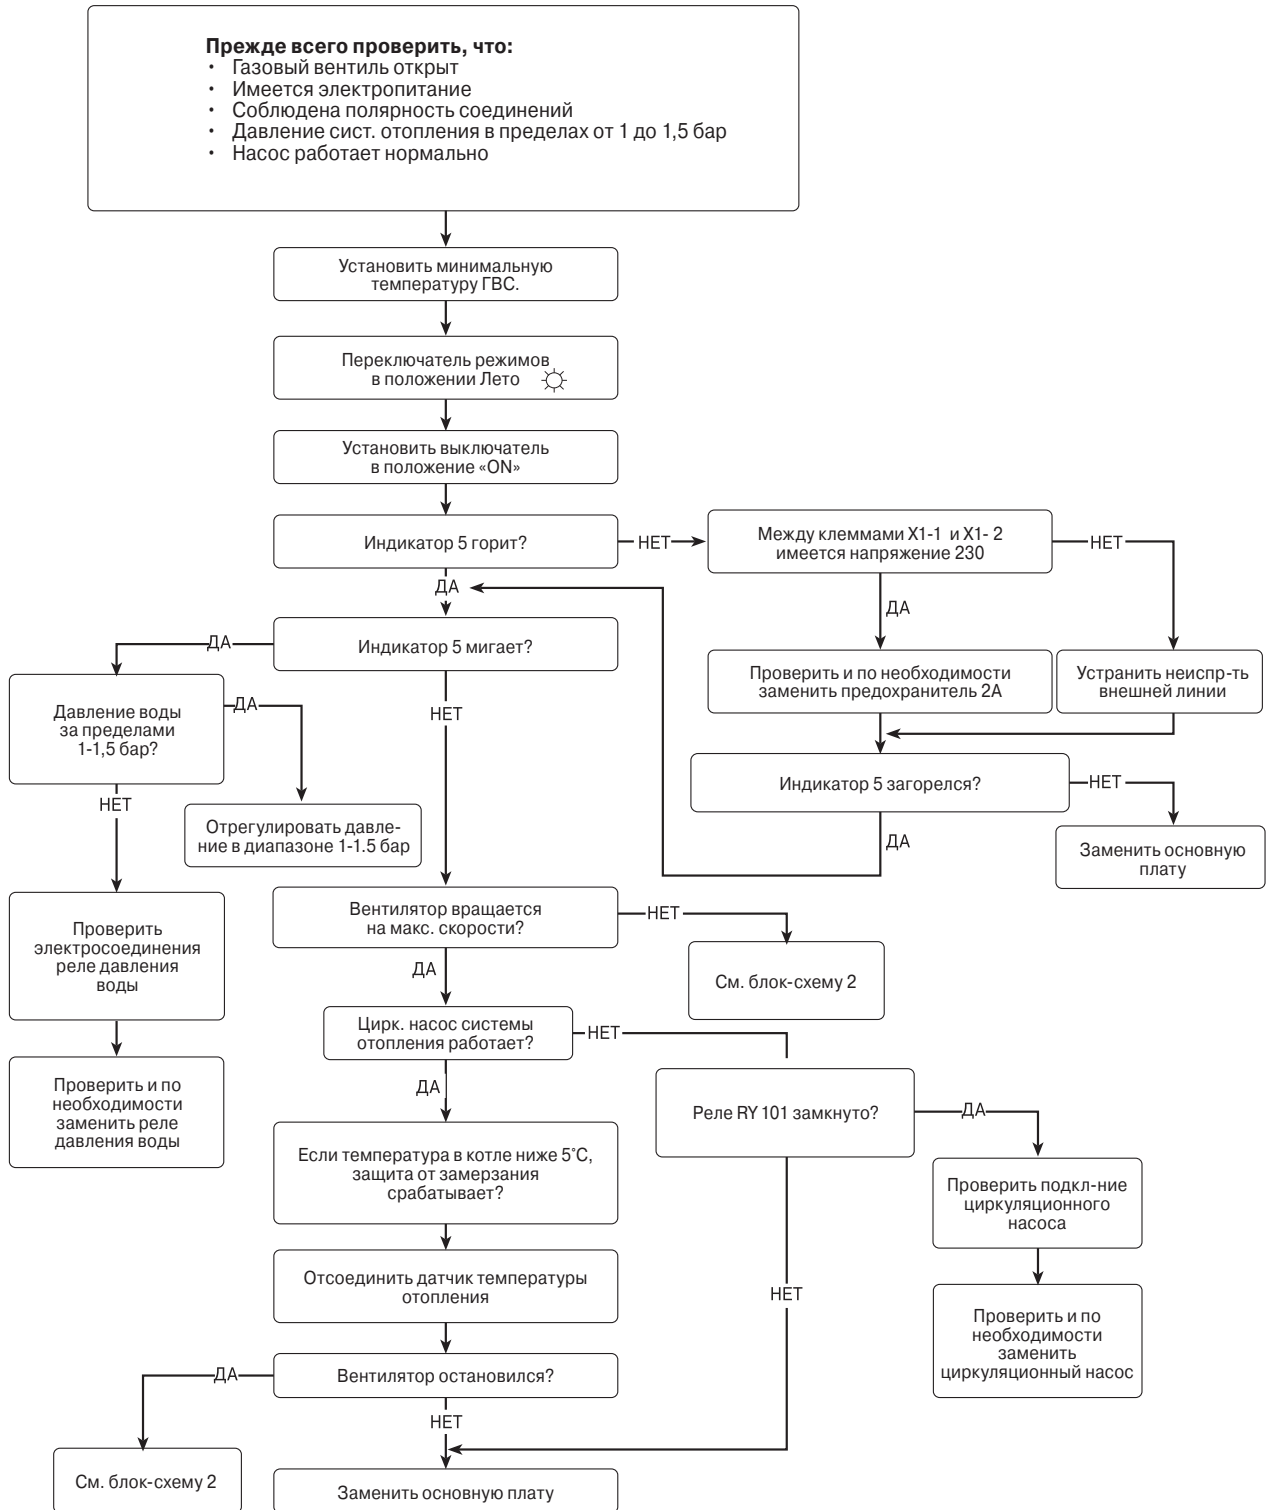 Прежде всего проверить, что:
• Газовый вентиль открыт
• Имеется электропитание
• Соблюдена полярность соединений
• Давление сист. отопления в пределах от 1 до 1,5 бар
• Насос работает нормально
Установить минимальную
температуру ГВС.
Переключатель режимов
в положении Лето
Установить выключатель
в положение «ON»
Индикатор 5 горит?
НЕТ
Между клеммами X1-1 и X1- 2
имеется напряжение 230
НЕТ
ДА
ДА
Индикатор 5 мигает?
ДА
Проверить и по необходимости
заменить предохранитель 2А
Устранить неиспр-ть
внешней линии
Давление воды
за пределами
1-1,5 бар?
ДА
НЕТ
Индикатор 5 загорелся?
НЕТ
НЕТ
Отрегулировать давле-
ние в диапазоне 1-1.5 бар
ДА
Заменить основную
плату
Проверить
электросоединения
реле давления
воды
Вентилятор вращается
на макс. скорости?
НЕТ
См. блок-схему 2
ДА
Цирк. насос системы
отопления работает?
НЕТ
Проверить и по
необходимости
заменить реле
давления воды
ДА
Реле RY 101 замкнуто?
ДА
Если температура в котле ниже 5˚С,
защита от замерзания
срабатывает?
Проверить подкл-ние
циркуляционного
насоса
Отсоединить датчик температуры
отопления
НЕТ
Проверить и по
необходимости
заменить
циркуляционный насос
Вентилятор остановился?
ДА
НЕТ
См. блок-схему 2
Заменить основную плату